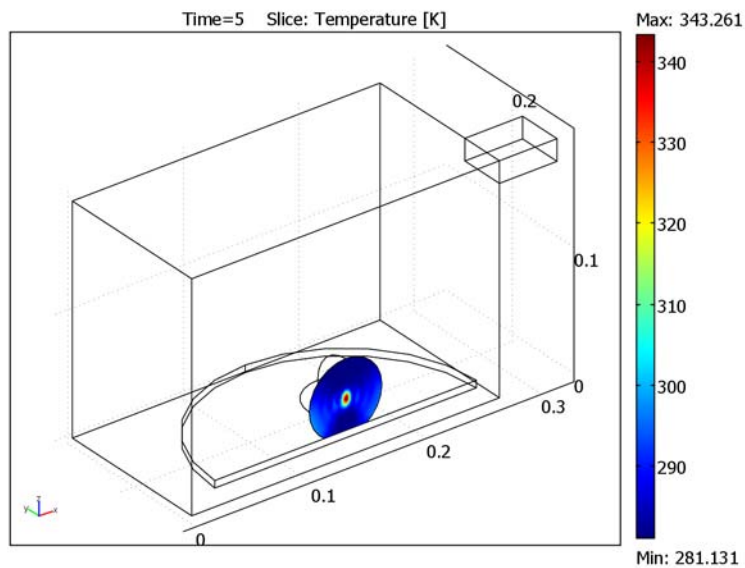 Time=5 Slice: Temperature [K]
Max: 343.261
340
330
320
310
300
290
Min: 281.131
0.2
0.1
0
0.3
0.2
0.1
0
z
y
x